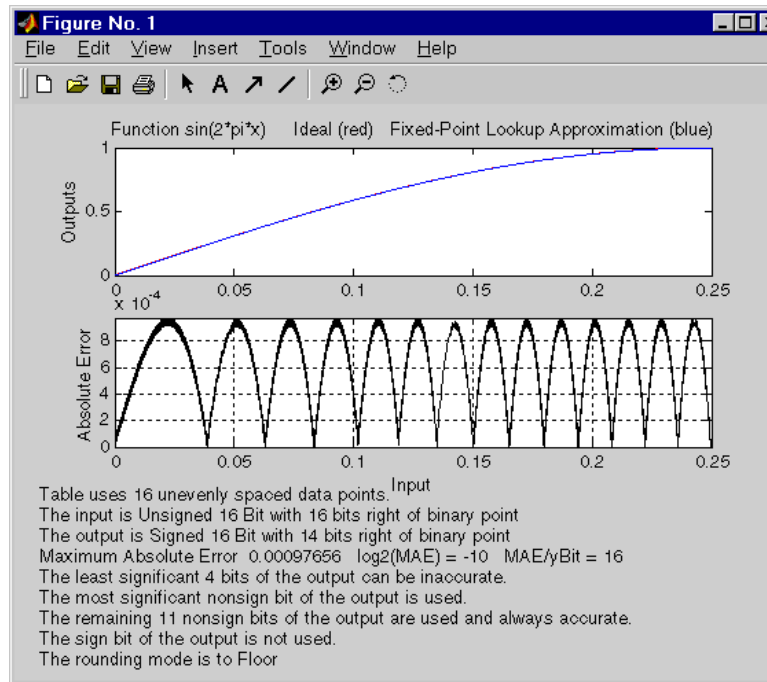 Figure No. 1
File Edit View Insert Tools Window Help
A
Function sin(2*pi*x) Ideal (red) Fixed-Point Lookup Approximation (blue)
1
0.5
0
Outputs
0 0.05 0.1 0.15 0.2 0.25
x 10-4
8
6
4
2
0
Absolute Error
0 0.05 0.1 0.15 0.2 0.25
Input
Table uses 16 unevenly spaced data points.
The input is Unsigned 16 Bit with 16 bits right of binary point
The output is Signed 16 Bit with 14 bits right of binary point
Maximum Absolute Error 0.00097656 log2(MAE) = -10 MAE/yBit = 16
The least significant 4 bits of the output can be inaccurate.
The most significant nonsign bit of the output is used.
The remaining 11 nonsign bits of the output are used and always accurate.
The sign bit of the output is not used.
The rounding mode is to Floor